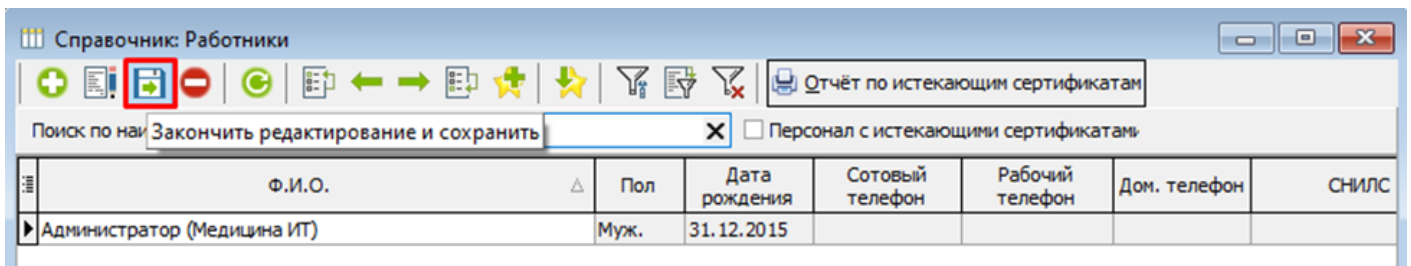 Справочник: Работники
Отчёт по истекающим сертификатам
Поиск по наи Закончить редактирование и сохранить Персонал с истекающими сертификатами
Ф.И.О. Пол Дата рождения Сотовый телефон Рабочий телефон Дом. телефон СНИЛС
Администратор (Медицина ИТ) Муж. 31.12.2015